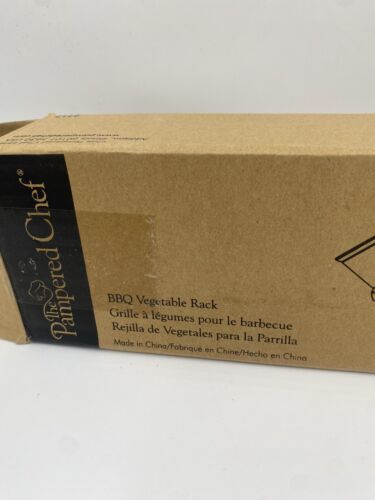 The
Pampered Chef®
BBQ Vegetable Rack
Grille à légumes pour le barbecue
Rejilla de Vegetales para la Parrilla
Made in China/Fabriqué en Chine/Hecho en China